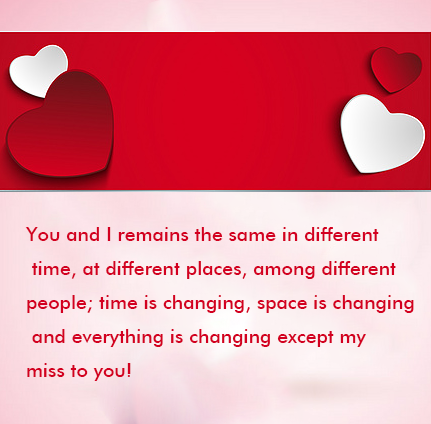 You and I remains the same in different
time, at different places, among different
people; time is changing, space is changing
and everything is changing except my
miss to you!